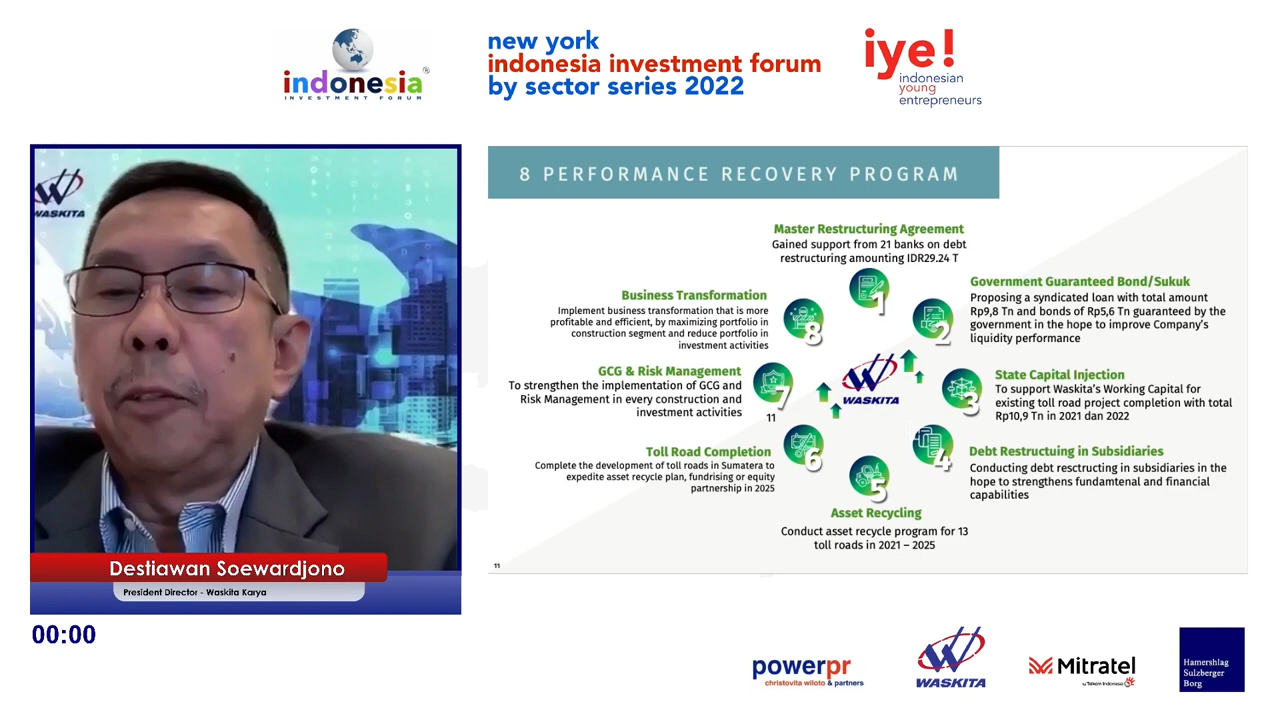 indonesia
INVESTMENT FORUM
new york
indonesia investment forum
by sector series 2022
iye!
indonesian
young
entrepreneurs
WASKITA
Destiawan Soewardjono
President Director - Waskita Karya
00:00
8 PERFORMANCE RECOVERY PROGRAM
Master Restructuring Agreement
Gained support from 21 banks on debt
restructuring amounting IDR29.24 T
1
Government Guaranteed Bond/Sukuk
Proposing a syndicated loan with total amount
Rp9,8 Tn and bonds of Rp5,6 Tn guaranteed by the
government in the hope to improve Company's
liquidity performance
2
State Capital Injection
To support Waskita's Working Capital for
existing toll road project completion with total
Rp10,9 Tn in 2021 dan 2022
3
Debt Restructuing in Subsidiaries
Conducting debt resctructing in subsidiaries in the
hope to strengthens fundamtenal and financial
capabilities
4
5
Asset Recycling
Conduct asset recycle program for 13
toll roads in 2021 – 2025
Toll Road Completion
Complete the development of toll roads in Sumatera to
expedite asset recycle plan, fundrising or equity
partnership in 2025
6
GCG & Risk Management
To strengthen the implementation of GCG and
Risk Management in every construction and
investment activities
7
11
Business Transformation
Implement business transformation that is more
profitable and efficient, by maximizing portfolio in
construction segment and reduce portfolio in
investment activities
8
WASKITA
11
powerpr
christovita wiloto & partners
WASKITA
Mitratel
by Telkom Indonesia
Hamershlag
Sulzberger
Borg